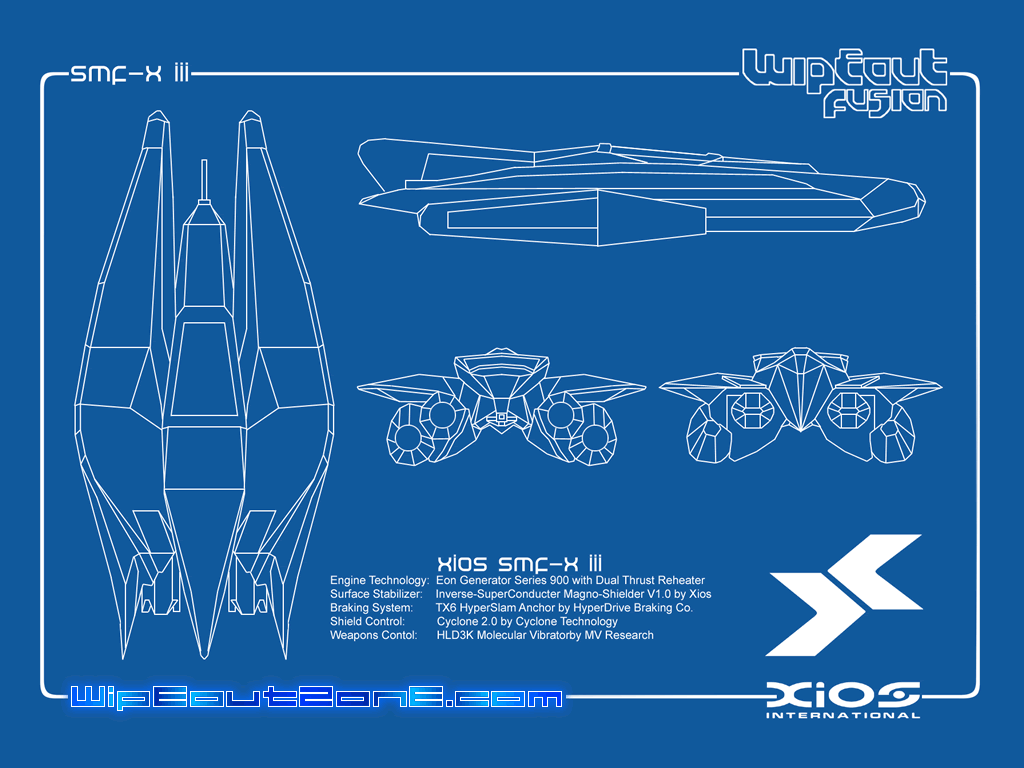 SMF-X iii
WipEout
fusion
XIOS SMF-X iii
Engine Technology: Eon Generator Series 900 with Dual Thrust Reheater
Surface Stabilizer: Inverse-SuperConducter Magno-Shielder V1.0 by Xios
Braking System: TX6 HyperSlam Anchor by HyperDrive Braking Co.
Shield Control: Cyclone 2.0 by Cyclone Technology
Weapons Contol: HLD3K Molecular Vibratorby MV Research
WipEoutZonE.com
XiOS
INTERNATIONAL